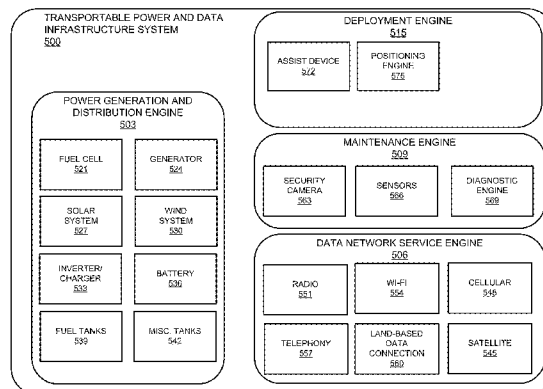 TRANSPORTABLE POWER AND DATA
INFRASTRUCTURE SYSTEM
500
POWER GENERATION AND
DISTRIBUTION ENGINE
503
FUEL CELL
521
GENERATOR
524
SOLAR
SYSTEM
527
WIND
SYSTEM
530
INVERTER/
CHARGER
533
BATTERY
536
FUEL TANKS
539
MISC. TANKS
542
DEPLOYMENT ENGINE
515
ASSIST DEVICE
572
POSITIONING
ENGINE
575
MAINTENANCE ENGINE
509
SECURITY
CAMERA
563
SENSORS
566
DIAGNOSTIC
ENGINE
569
DATA NETWORK SERVICE ENGINE
506
RADIO
551
WI-FI
554
CELLULAR
548
TELEPHONY
557
LAND-BASED
DATA
CONNECTION
560
SATELLITE
545